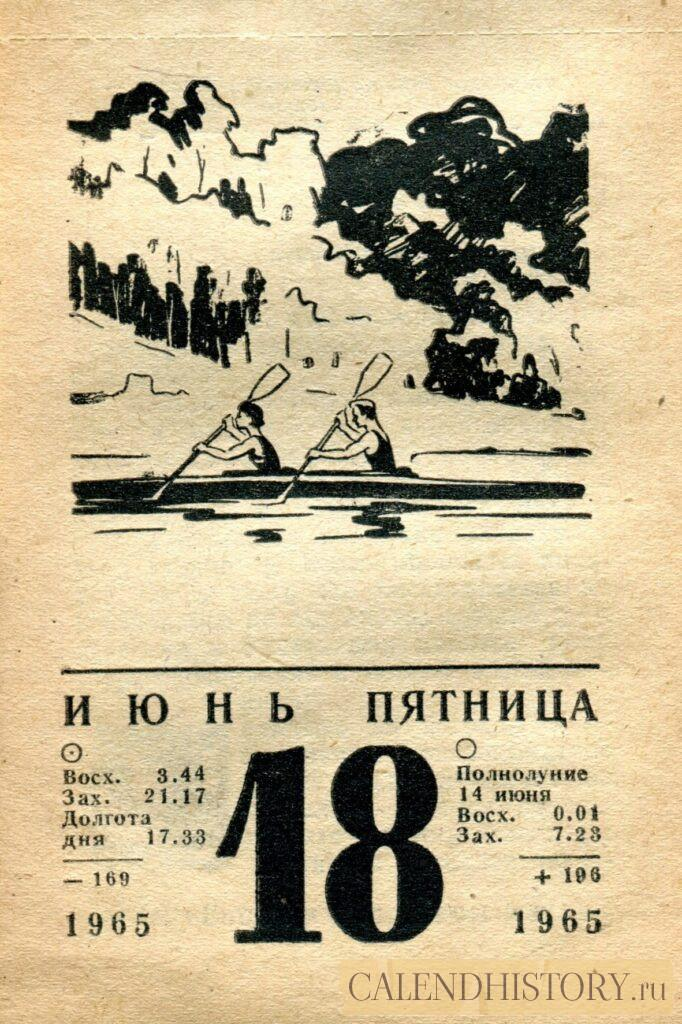 ИЮНЬ ПЯТНИЦА
Восх. 3.44
Зах. 21.17
Долгота
дня 17.33
— 169
1965
18
Полнолуние
14 июня
Восх. 0.01
Зах. 7.23
+ 196
1965
CALENDHISTORY.ru